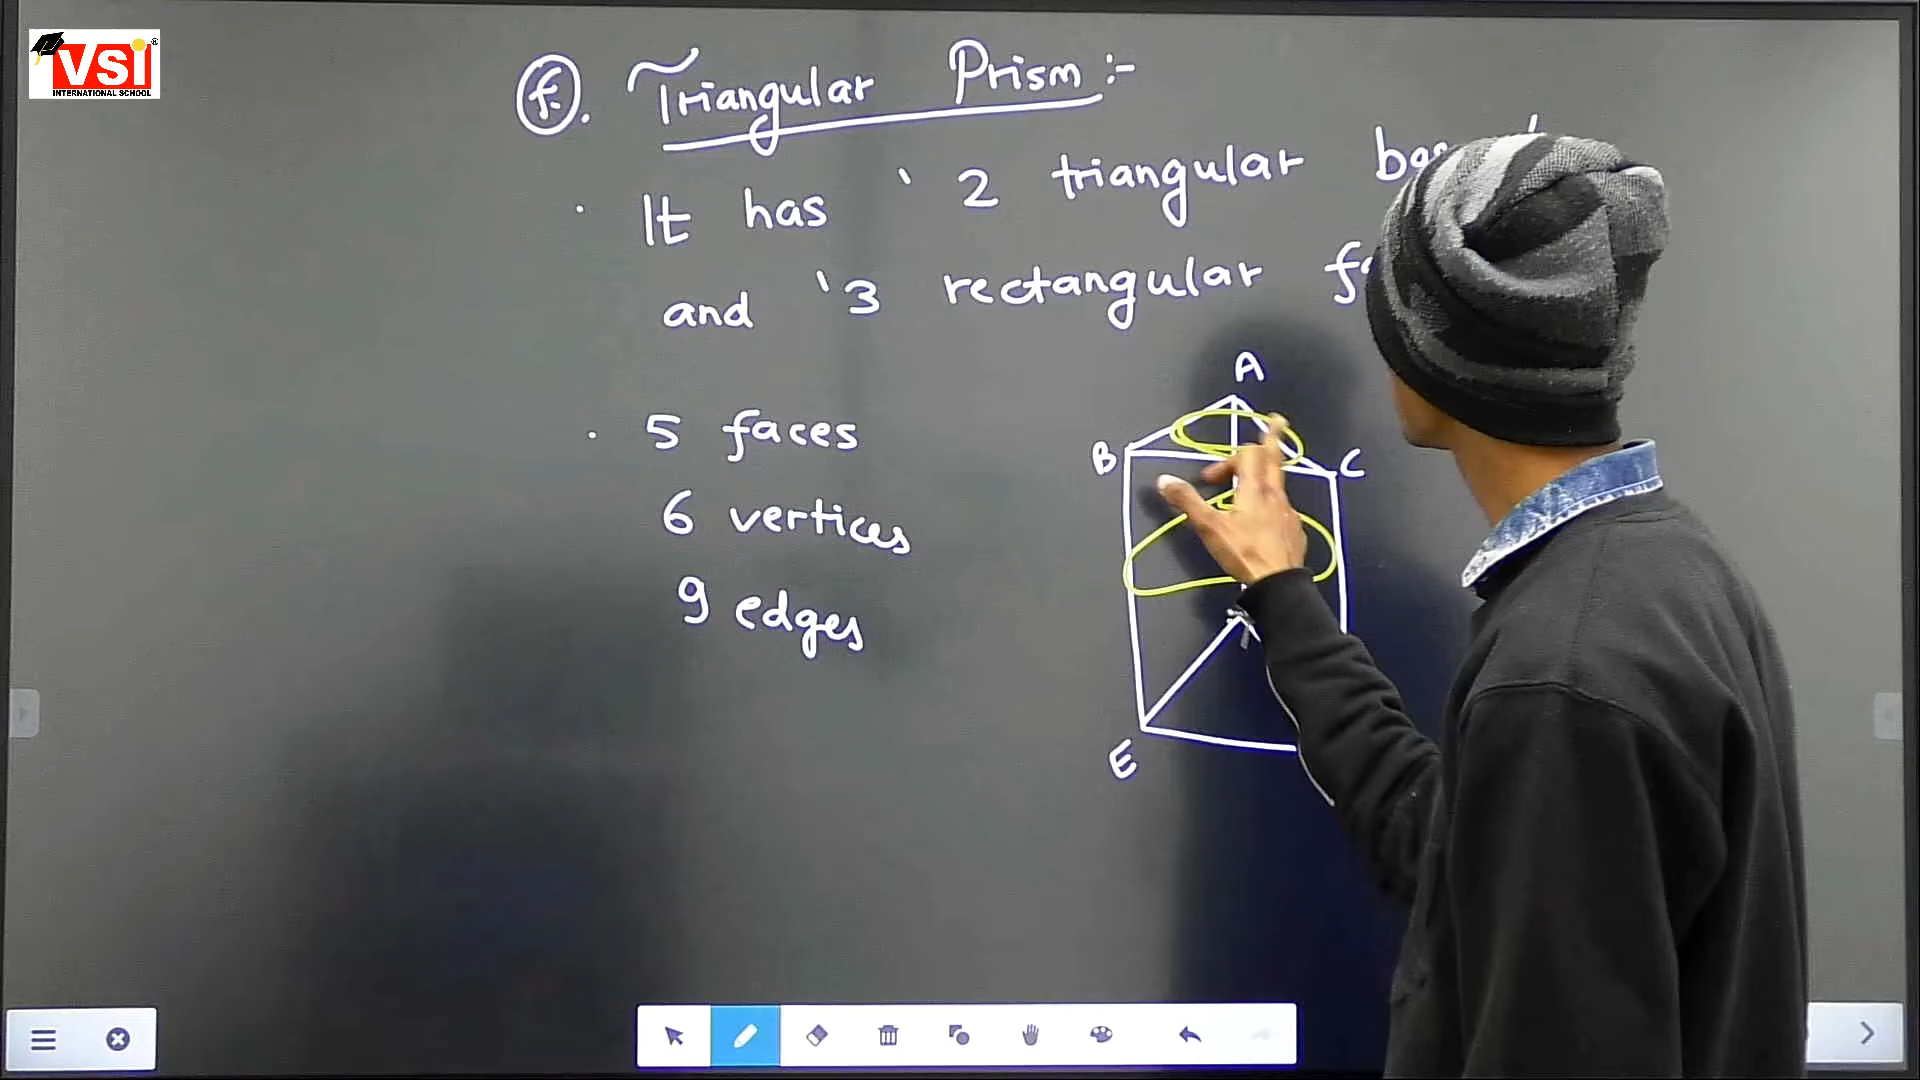 VSI
INTERNATIONAL SCHOOL
f. Triangular Prism :-
It has '2 triangular
and '3 rectangular
5 faces
6 vertices
9 edges
A
B
C
E